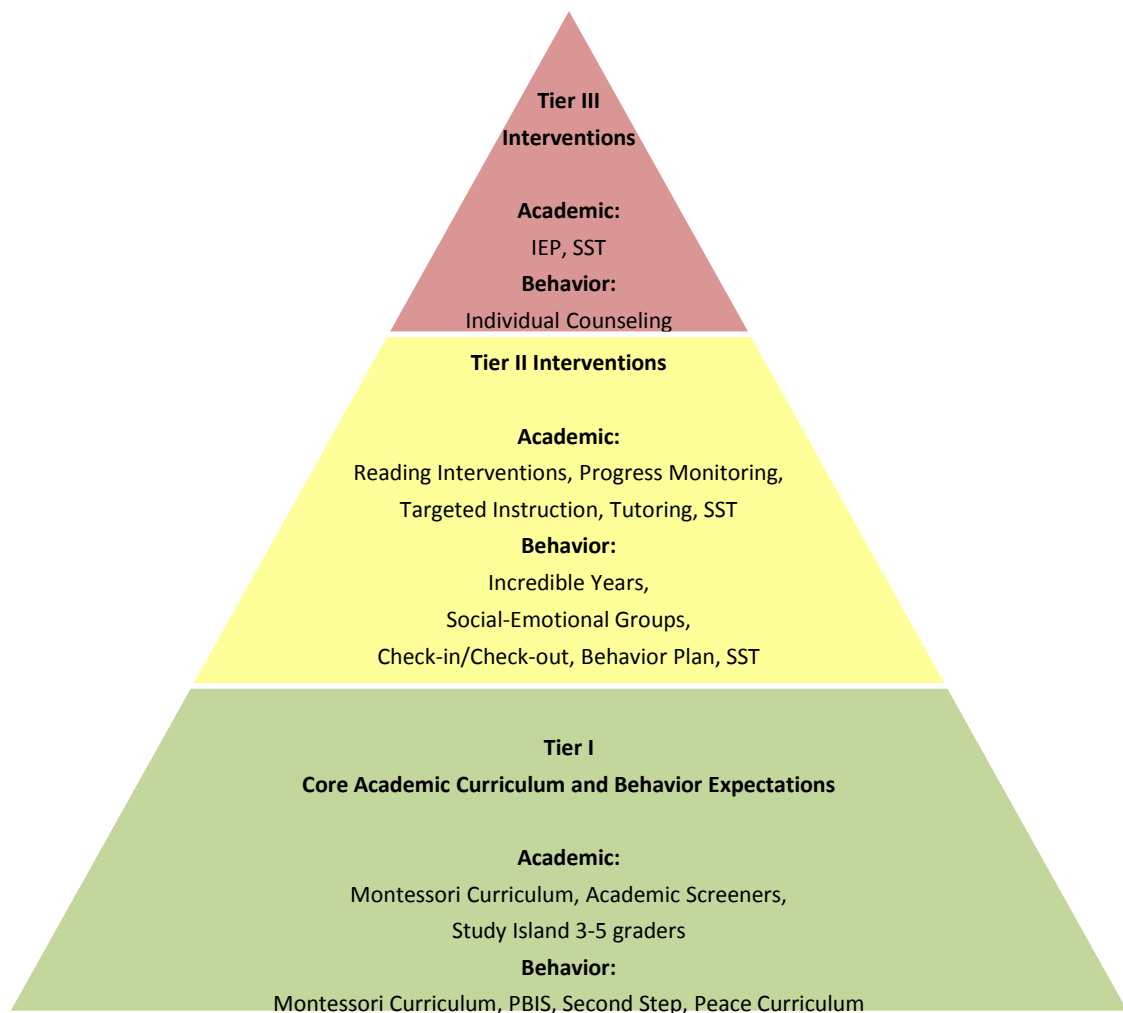 Tier III
Interventions
Academic:
IEP, SST
Behavior:
Individual Counseling
Tier II Interventions
Academic:
Reading Interventions, Progress Monitoring,
Targeted Instruction, Tutoring, SST
Behavior:
Incredible Years,
Social-Emotional Groups,
Check-in/Check-out, Behavior Plan, SST
Tier I
Core Academic Curriculum and Behavior Expectations
Academic:
Montessori Curriculum, Academic Screeners,
Study Island 3-5 graders
Behavior:
Montessori Curriculum, PBIS, Second Step, Peace Curriculum